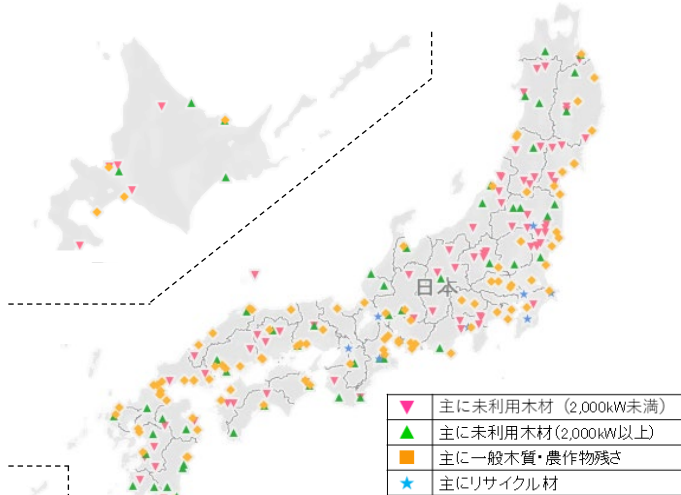 日本
主に未利用木材（2,000kW未満）
主に未利用木材(2,000kW以上)
主に一般木質・農作物残さ
主にリサイクル材